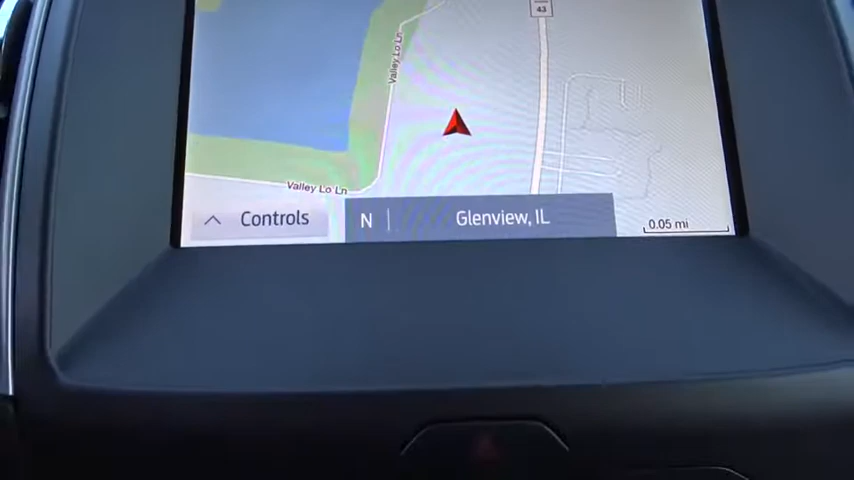 43
Valley Lo Ln
Valley Lo Ln
Controls
N
Glenview, IL
0.05 mi